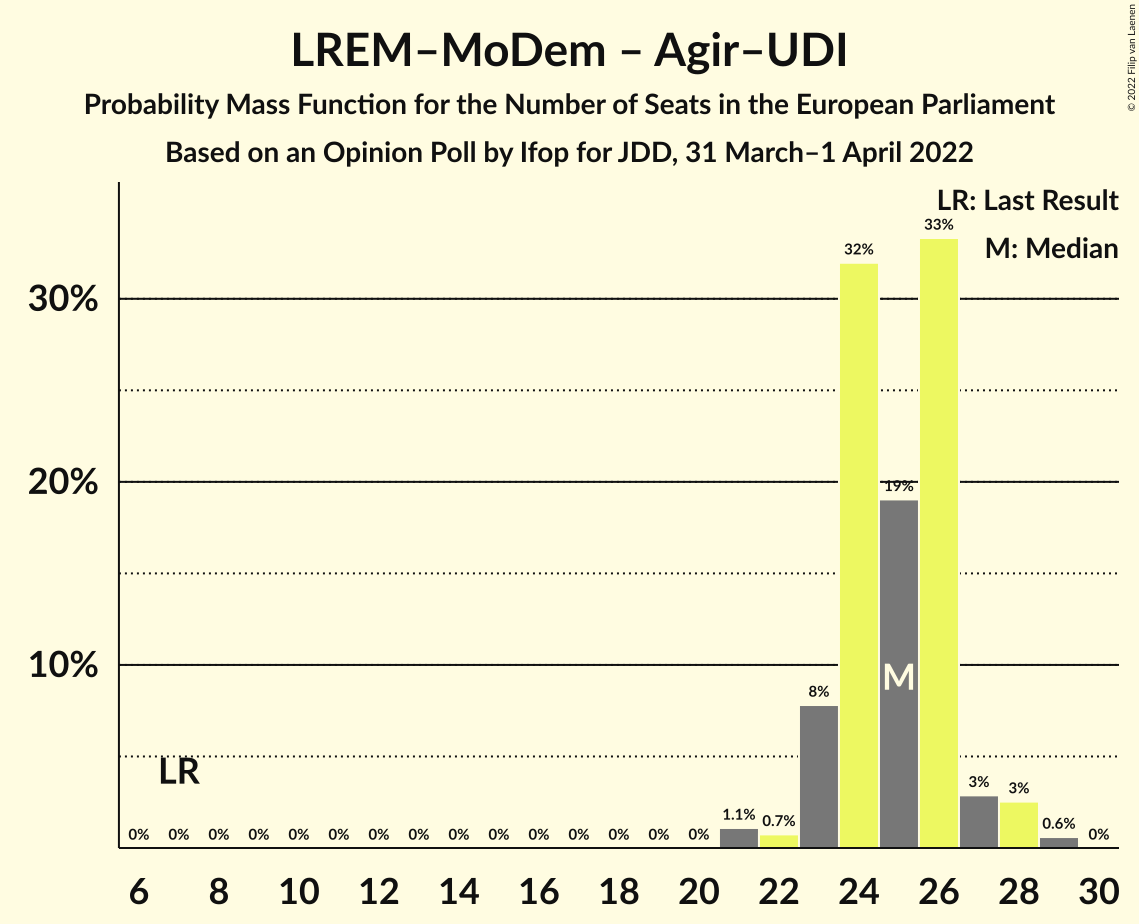 LREM–MoDem – Agir–UDI
Probability Mass Function for the Number of Seats in the European Parliament
Based on an Opinion Poll by Ifop for JDD, 31 March–1 April 2022
© 2022 Filip van Laenen
LR: Last Result
M: Median
30%
20%
10%
LR
M
0% 0% 0% 0% 0% 0% 0% 0% 0% 0% 0% 0% 0% 0% 0% 1.1% 0.7% 8% 32% 19% 33% 3% 3% 0.6% 0%
6 8 10 12 14 16 18 20 22 24 26 28 30